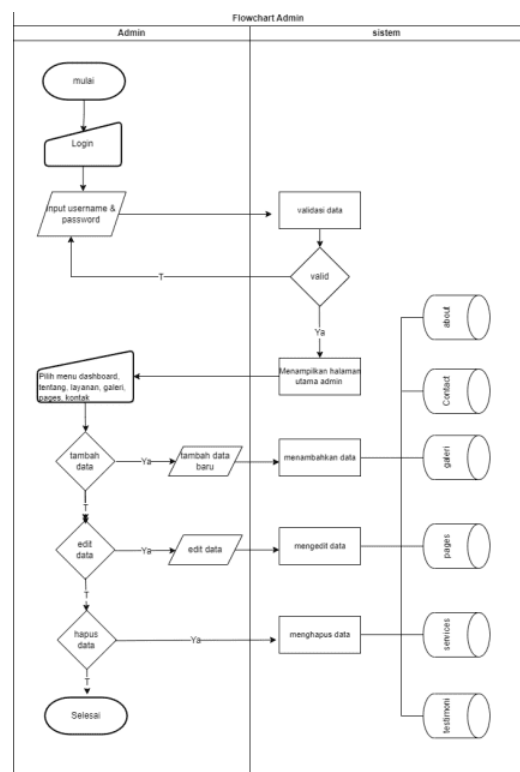 Flowchart Admin
Admin
sistem
mulai
Login
input username &
password
validasi data
valid
T
Ya
Menampilkan halaman
utama admin
Pilih menu dashboard,
tentang, layanan, galeri,
pages, kontak
about
Contact
tambah
data
Ya
tambah data
baru
menambahkan data
galeri
T
edit
data
Ya
edit data
mengedit data
pages
T
hapus
data
Ya
menghapus data
services
T
Selesai
testimoni